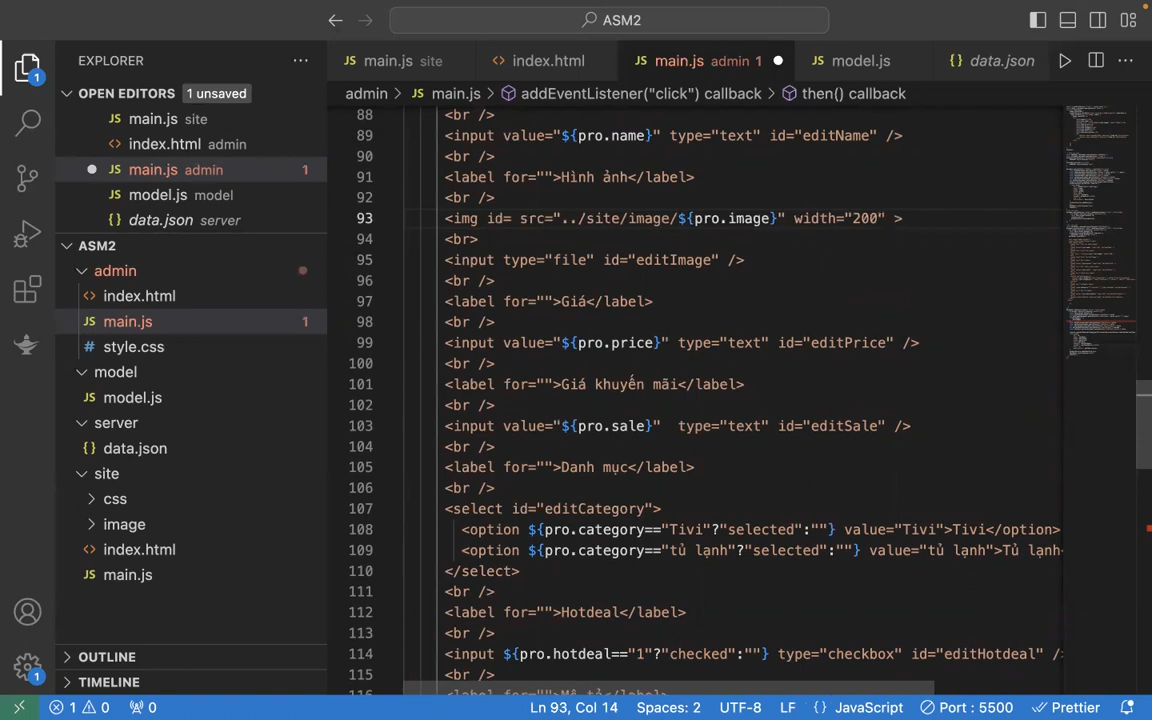 ASM2
EXPLORER
OPEN EDITORS 1 unsaved
main.js site
index.html admin
main.js admin 1
model.js model
data.json server
ASM2
admin
index.html
main.js 1
style.css
model
model.js
server
data.json
site
css
image
index.html
main.js
OUTLINE
TIMELINE
main.js site
index.html
main.js admin 1
model.js
data.json
admin > main.js > addEventListener("click") callback > then() callback
88 <br />
89 <input value="${pro.name}" type="text" id="editName" />
90 <br />
91 <label for="">Hình ảnh</label>
92 <br />
93 <img id= src="../site/image/${pro.image}" width="200" >
94 <br>
95 <input type="file" id="editImage" />
96 <br />
97 <label for="">Giá</label>
98 <br />
99 <input value="${pro.price}" type="text" id="editPrice" />
100 <br />
101 <label for="">Giá khuyến mãi</label>
102 <br />
103 <input value="${pro.sale}"  type="text" id="editSale" />
104 <br />
105 <label for="">Danh mục</label>
106 <br />
107 <select id="editCategory">
108 <option ${pro.category=="Tivi"?"selected":""} value="Tivi">Tivi</option>
109 <option ${pro.category=="tủ lạnh"?"selected":""} value="tủ lạnh">Tủ lạnh
110 </select>
111 <br />
112 <label for="">Hotdeal</label>
113 <br />
114 <input ${pro.hotdeal=="1"?"checked":""} type="checkbox" id="editHotdeal" /
115 <br />
116 <label for="">Mô tả</label>
1 0 0 Ln 93, Col 14 Spaces: 2 UTF-8 LF {} JavaScript Port : 5500 Prettier